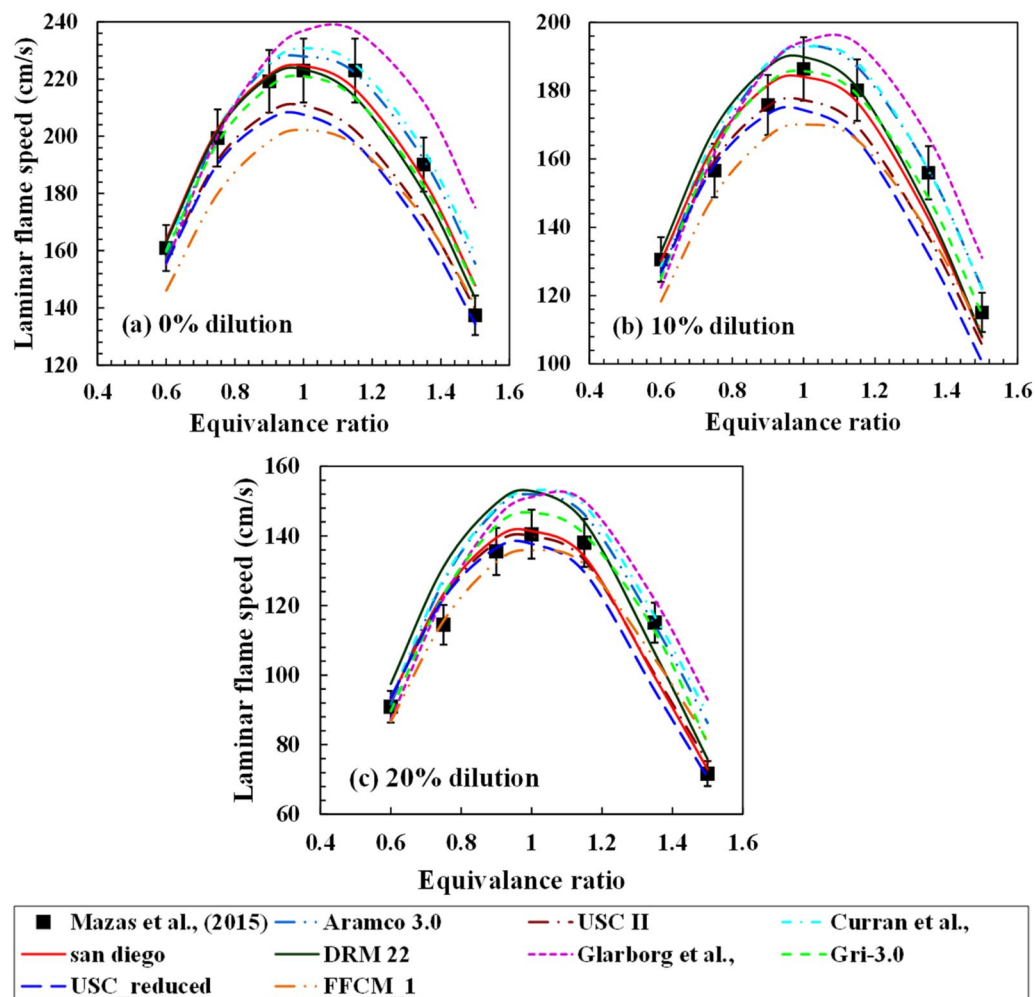 240
220
200
180
160
140
120
Laminar flame speed (cm/s)
(a) 0% dilution
0.4 0.6 0.8 1 1.2 1.4 1.6
Equivalance ratio
200
180
160
140
120
100
Laminar flame speed (cm/s)
(b) 10% dilution
0.4 0.6 0.8 1 1.2 1.4 1.6
Equivalance ratio
160
140
120
100
80
60
Laminar flame speed (cm/s)
(c) 20% dilution
0.4 0.6 0.8 1 1.2 1.4 1.6
Equivalance ratio
Mazas et al., (2015) Aramco 3.0 USC II Curran et al.,
san diego DRM 22 Glarborg et al., Gri-3.0
USC_reduced FFCM_1